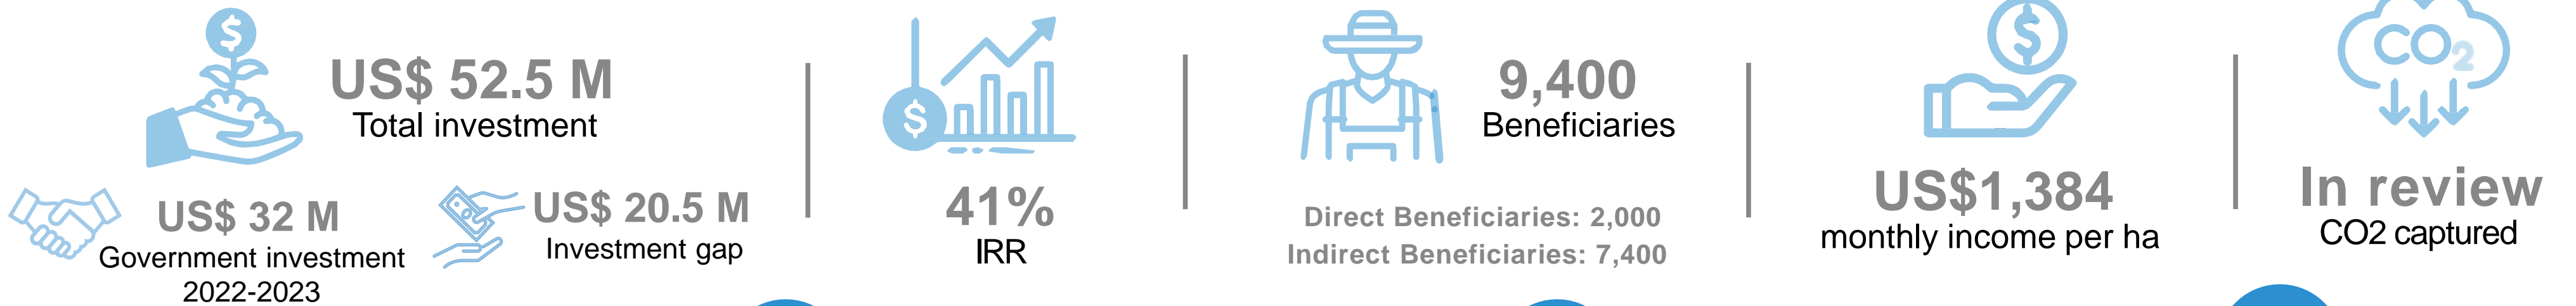 US$ 52.5 M
Total investment
US$ 32 M
Government investment
2022-2023
US$ 20.5 M
Investment gap
41%
IRR
9,400
Beneficiaries
Direct Beneficiaries: 2,000
Indirect Beneficiaries: 7,400
$
US$1,384
monthly income per ha
CO2
In review
CO2 captured